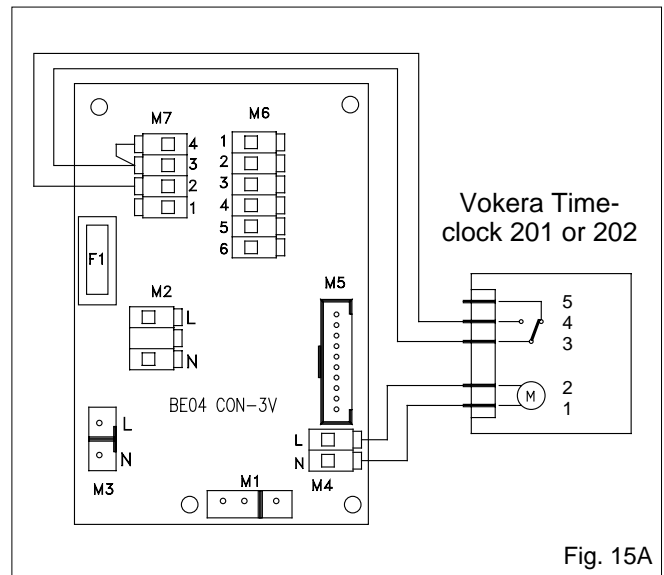 M7
4
3
2
1
M6
1
2
3
4
5
6
F1
M2
L
N
M5
BE04 CON-3V
L
N
M3
M1
L
N
M4
Vokera Time-
clock 201 or 202
5
4
3
2
1
M
Fig. 15A